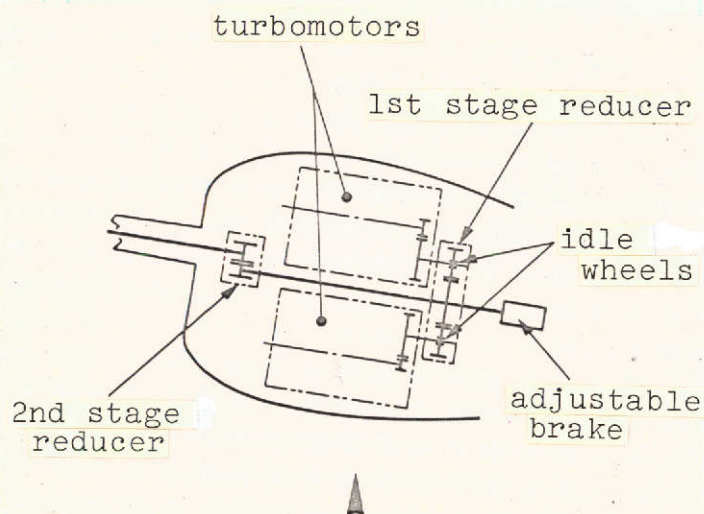 turbomotors
1st stage reducer
idle
wheels
2nd stage
reducer
adjustable
brake